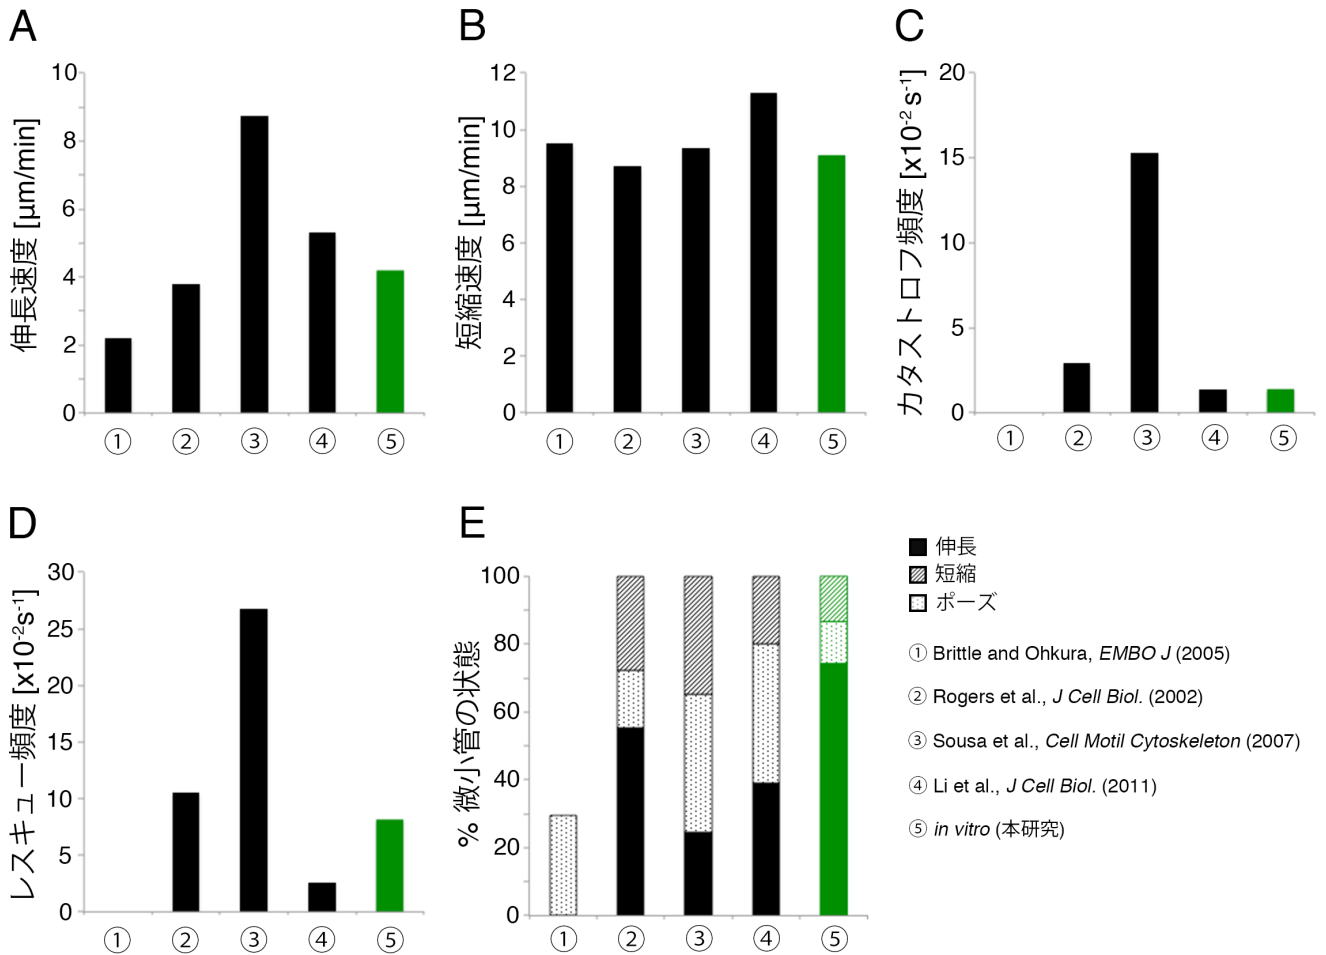 A
伸長速度 [µm/min]
10
8
6
4
2
0
① ② ③ ④ ⑤
B
短縮速度 [µm/min]
12
10
8
6
4
2
0
① ② ③ ④ ⑤
C
カタストロフ頻度 [x10⁻² s⁻¹]
20
15
10
5
0
① ② ③ ④ ⑤
D
レスキュー頻度 [x10⁻²s⁻¹]
30
25
20
15
10
5
0
① ② ③ ④ ⑤
E
% 微小管の状態
100
80
60
40
20
0
① ② ③ ④ ⑤
伸長
短縮
ポーズ
① Brittle and Ohkura, EMBO J (2005)
② Rogers et al., J Cell Biol. (2002)
③ Sousa et al., Cell Motil Cytoskeleton (2007)
④ Li et al., J Cell Biol. (2011)
⑤ in vitro (本研究)